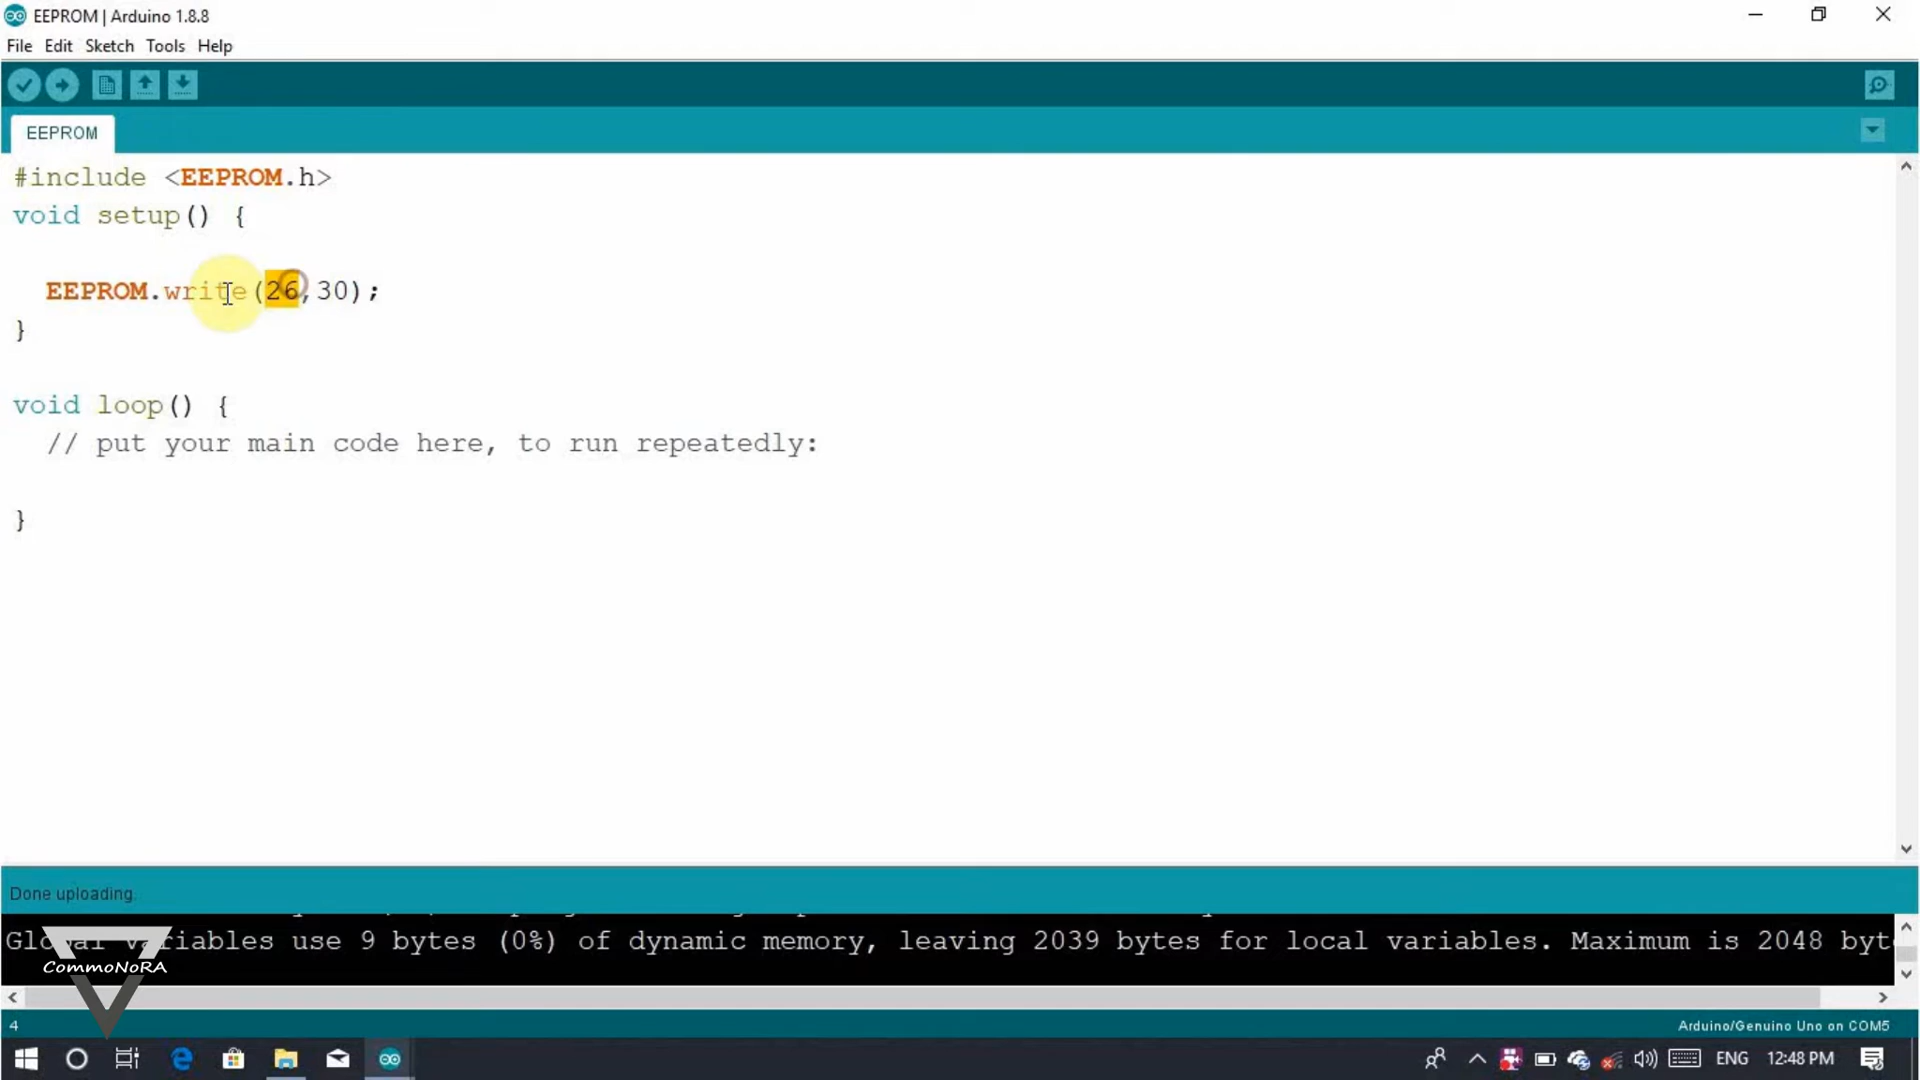 EEPROM | Arduino 1.8.8
File Edit Sketch Tools Help
EEPROM
#include <EEPROM.h>
void setup() {
EEPROM.write(26,30);
}
void loop() {
// put your main code here, to run repeatedly:
}
Done uploading.
Global variables use 9 bytes (0%) of dynamic memory, leaving 2039 bytes for local variables. Maximum is 2048 byt
CommoNoRA
4
Arduino/Genuino Uno on COM5
ENG 12:48 PM